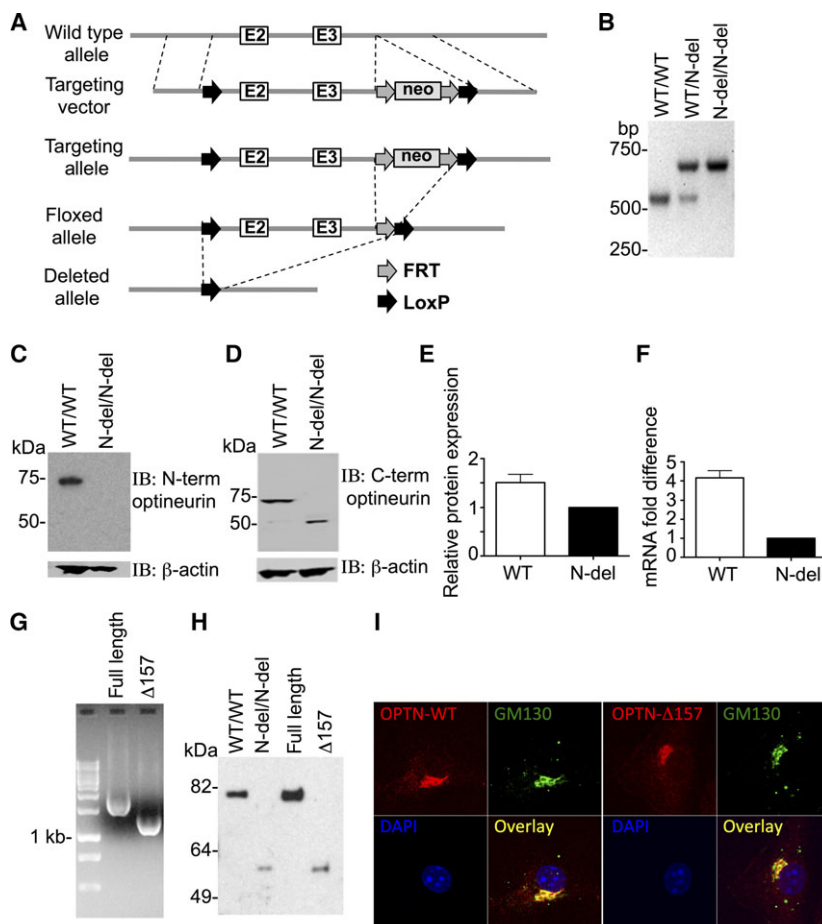 A
Wild type allele
E2
E3
Targeting vector
E2
E3
neo
Targeting allele
E2
E3
neo
Floxed allele
E2
E3
Deleted allele
FRT
LoxP
B
WT/WT
WT/N-del
N-del/N-del
bp
750-
500-
250-
C
WT/WT
N-del/N-del
kDa
75-
50-
IB: N-term
optineurin
IB: β-actin
D
WT/WT
N-del/N-del
kDa
75-
50-
IB: C-term
optineurin
IB: β-actin
E
Relative protein expression
2
1
0
WT
N-del
F
mRNA fold difference
5
4
3
2
1
0
WT
N-del
G
Full length
Δ157
1 kb-
H
WT/WT
N-del/N-del
Full length
Δ157
kDa
82-
64-
49-
I
OPTN-WT
GM130
OPTN-Δ157
GM130
DAPI
Overlay
DAPI
Overlay